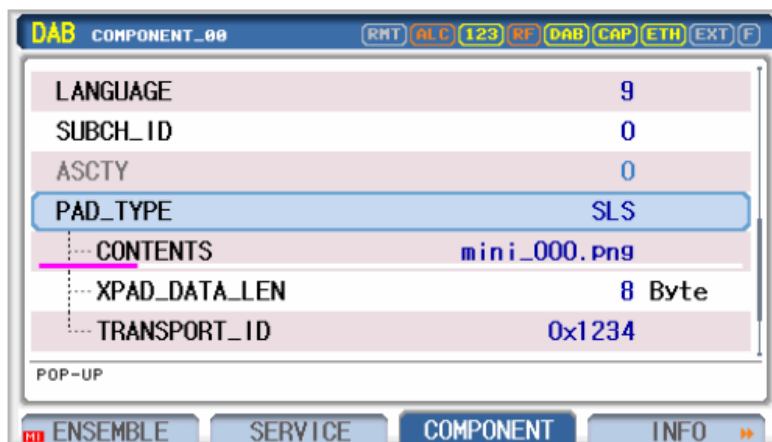 DAB COMPONENT_00 RMT ALC 123 RF DAB CAP ETH EXT F
LANGUAGE 9
SUBCH_ID 0
ASCTY 0
PAD_TYPE SLS
CONTENTS mini_000.png
XPAD_DATA_LEN 8 Byte
TRANSPORT_ID 0x1234
POP-UP
ENSEMBLE SERVICE COMPONENT INFO